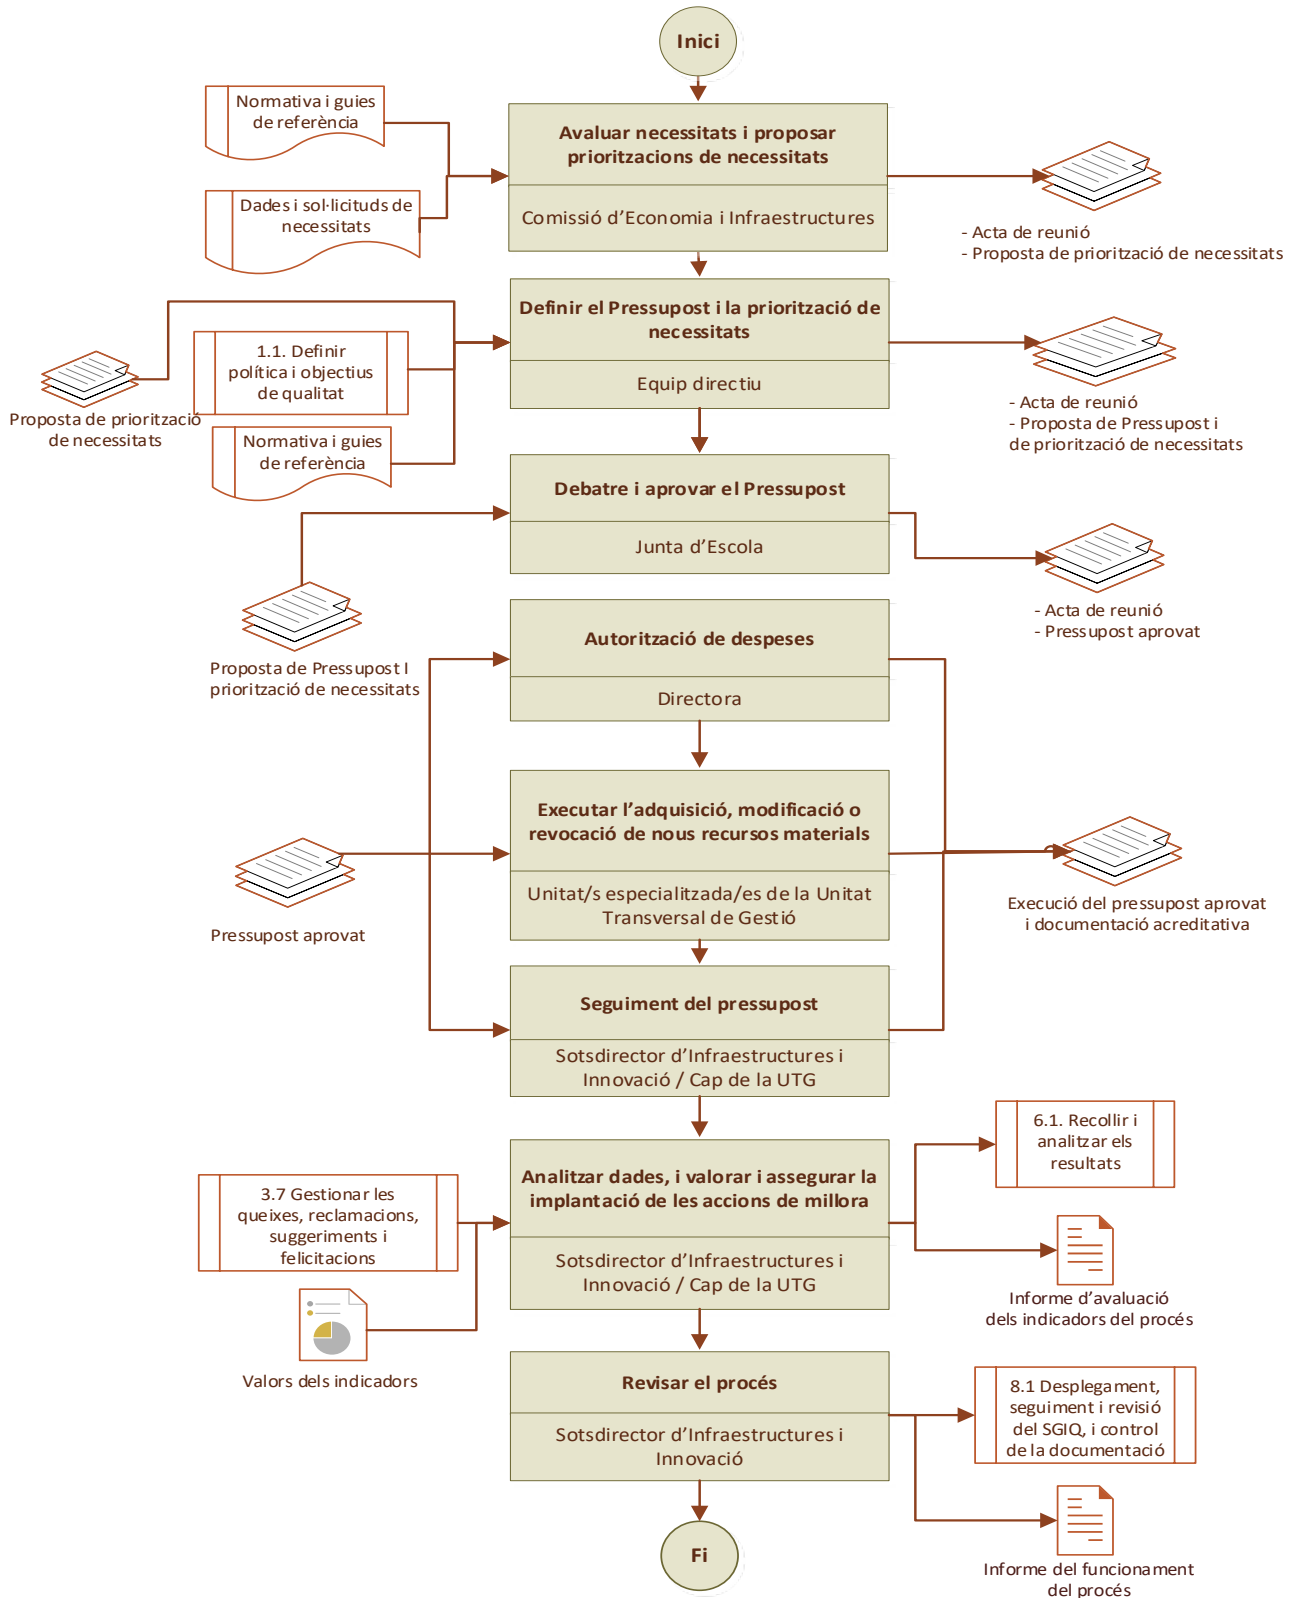 Inici
Normativa i guies
de referència
Dades i sol·licituds de
necessitats
Avaluar necessitats i proposar
prioritzacions de necessitats
Comissió d'Economia i Infraestructures
- Acta de reunió
- Proposta de priorització de necessitats
Proposta de priorització
de necessitats
1.1. Definir
política i objectius
de qualitat
Normativa i guies
de referència
Definir el Pressupost i la priorització de
necessitats
Equip directiu
- Acta de reunió
- Proposta de Pressupost i
de priorització de necessitats
Debatre i aprovar el Pressupost
Junta d'Escola
Proposta de Pressupost I
priorització de necessitats
- Acta de reunió
- Pressupost aprovat
Autorització de despeses
Directora
Executar l'adquisició, modificació o
revocació de nous recursos materials
Unitat/s especialitzada/es de la Unitat
Transversal de Gestió
Pressupost aprovat
Execució del pressupost aprovat
i documentació acreditativa
Seguiment del pressupost
Sotsdirector d'Infraestructures i
Innovació / Cap de la UTG
3.7 Gestionar les
queixes, reclamacions,
suggeriments i
felicitacions
Valors dels indicadors
Analitzar dades, i valorar i assegurar la
implantació de les accions de millora
Sotsdirector d'Infraestructures i
Innovació / Cap de la UTG
6.1. Recollir i
analitzar els
resultats
Informe d'avaluació
dels indicadors del procés
Revisar el procés
Sotsdirector d'Infraestructures i
Innovació
8.1 Desplegament,
seguiment i revisió
del SGIQ, i control
de la documentació
Informe del funcionament
del procés
Fi